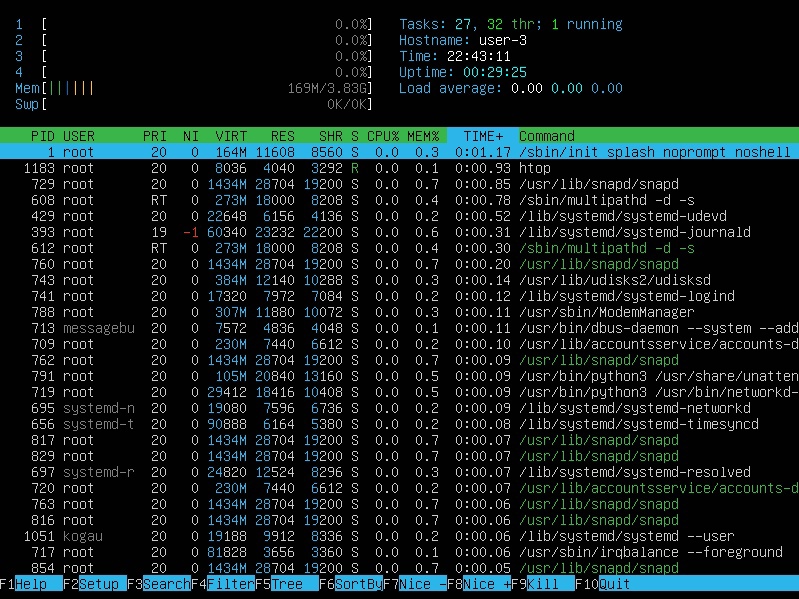 1 [ 0.0%] Tasks: 27, 32 thr; 1 running
2 [ 0.0%] Hostname: user-3
3 [ 0.0%] Time: 22:43:11
4 [ 0.0%] Uptime: 00:29:25
Mem[|||||| 169M/3.83G] Load average: 0.00 0.00 0.00
Swp[ 0K/0K]
PID USER PRI NI VIRT RES SHR S CPU% MEM% TIME+ Command
1 root 20 0 164M 11608 8560 S 0.0 0.3 0:01.17 /sbin/init splash noprompt noshell
1183 root 20 0 8036 4040 3292 R 0.0 0.1 0:00.93 htop
729 root 20 0 1434M 28704 19200 S 0.0 0.7 0:00.85 /usr/lib/snapd/snapd
608 root RT 0 273M 18000 8208 S 0.0 0.4 0:00.78 /sbin/multipathd -d -s
429 root 20 0 22648 6156 4136 S 0.0 0.2 0:00.52 /lib/systemd/systemd-udevd
393 root 19 -1 60340 23232 22200 S 0.0 0.6 0:00.31 /lib/systemd/systemd-journald
612 root RT 0 273M 18000 8208 S 0.0 0.4 0:00.30 /sbin/multipathd -d -s
760 root 20 0 1434M 28704 19200 S 0.0 0.7 0:00.20 /usr/lib/snapd/snapd
743 root 20 0 384M 12140 10288 S 0.0 0.3 0:00.14 /usr/lib/udisks2/udisksd
741 root 20 0 17320 7972 7084 S 0.0 0.2 0:00.12 /lib/systemd/systemd-logind
788 root 20 0 307M 11880 10072 S 0.0 0.3 0:00.11 /usr/sbin/ModemManager
713 messagebu 20 0 7572 4836 4048 S 0.0 0.1 0:00.11 /usr/bin/dbus-daemon --system --add
709 root 20 0 230M 7440 6612 S 0.0 0.2 0:00.10 /usr/lib/accountsservice/accounts-d
762 root 20 0 1434M 28704 19200 S 0.0 0.7 0:00.09 /usr/lib/snapd/snapd
791 root 20 0 105M 20840 13160 S 0.0 0.5 0:00.09 /usr/bin/python3 /usr/share/unatten
719 root 20 0 29412 18416 10408 S 0.0 0.5 0:00.09 /usr/bin/python3 /usr/bin/networkd-
695 systemd-n 20 0 19080 7596 6736 S 0.0 0.2 0:00.09 /lib/systemd/systemd-networkd
656 systemd-t 20 0 90888 6164 5380 S 0.0 0.2 0:00.08 /lib/systemd/systemd-timesyncd
817 root 20 0 1434M 28704 19200 S 0.0 0.7 0:00.07 /usr/lib/snapd/snapd
829 root 20 0 1434M 28704 19200 S 0.0 0.7 0:00.07 /usr/lib/snapd/snapd
697 systemd-r 20 0 24820 12524 8296 S 0.0 0.3 0:00.07 /lib/systemd/systemd-resolved
720 root 20 0 230M 7440 6612 S 0.0 0.2 0:00.07 /usr/lib/accountsservice/accounts-d
763 root 20 0 1434M 28704 19200 S 0.0 0.7 0:00.06 /usr/lib/snapd/snapd
816 root 20 0 1434M 28704 19200 S 0.0 0.7 0:00.06 /usr/lib/snapd/snapd
1051 kogau 20 0 19188 9912 8336 S 0.0 0.2 0:00.06 /lib/systemd/systemd --user
717 root 20 0 81828 3656 3360 S 0.0 0.1 0:00.06 /usr/sbin/irqbalance --foreground
854 root 20 0 1434M 28704 19200 S 0.0 0.7 0:00.05 /usr/lib/snapd/snapd
F1Help F2Setup F3SearchF4FilterF5Tree F6SortByF7Nice -F8Nice +F9Kill F10Quit